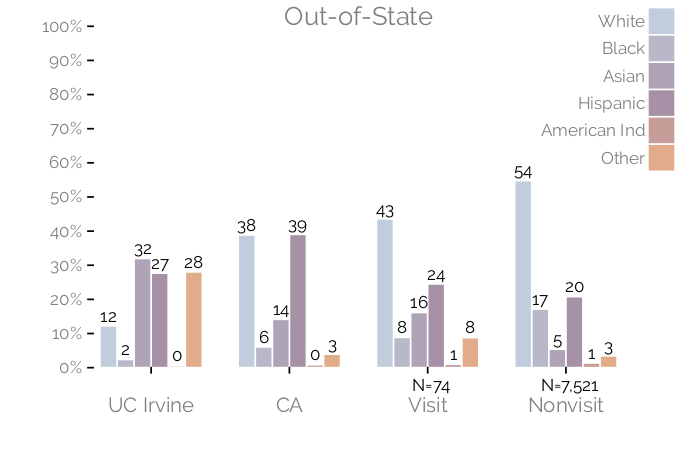 Out-of-State
100%
90%
80%
70%
60%
50%
40%
30%
20%
10%
0%
White
Black
Asian
Hispanic
American Ind
Other
12
2
32
27
0
28
38
6
14
39
0
3
43
8
16
24
1
8
54
17
5
20
1
3
N=74
N=7,521
UC Irvine
CA
Visit
Nonvisit